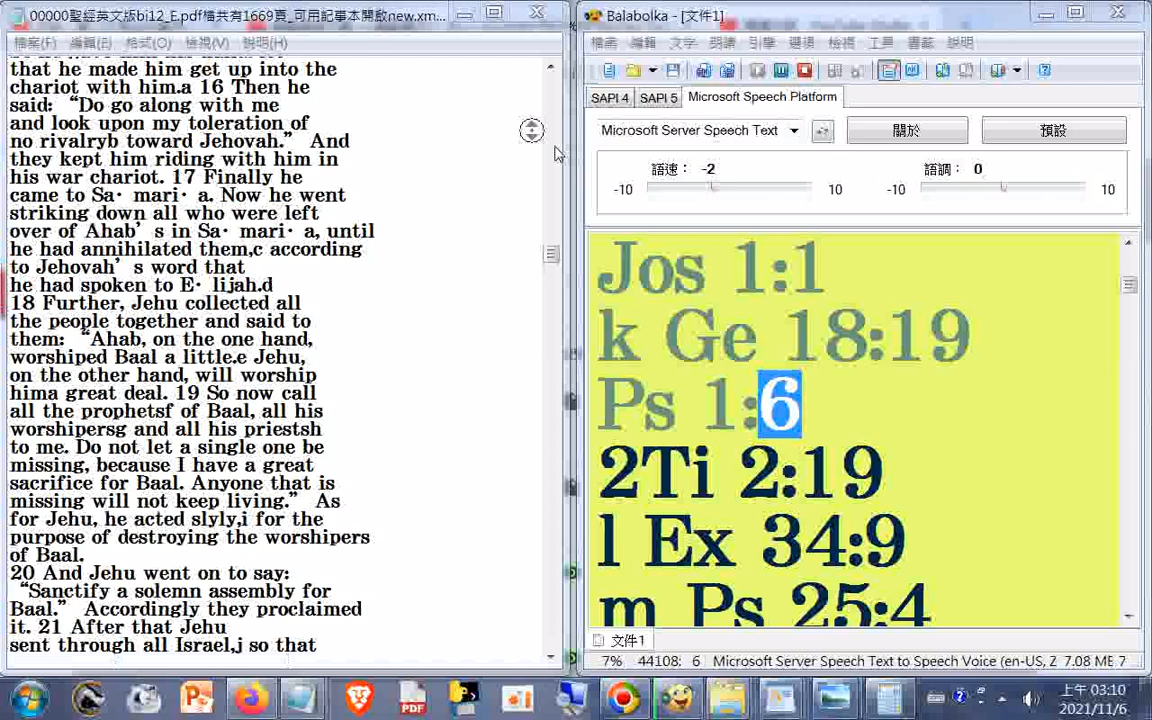 00000聖經英文版bi12_E.pdf檔共有1669頁_可用記事本開啟new.xm...
檔案(F) 編輯(E) 格式(O) 檢視(V) 說明(H)
that he made him get up into the
chariot with him.a 16 Then he
said: “Do go along with me
and look upon my toleration of
no rivalryb toward Jehovah.” And
they kept him riding with him in
his war chariot. 17 Finally he
came to Sa· mari· a. Now he went
striking down all who were left
over of Ahab’ s in Sa· mari· a, until
he had annihilated them,c according
to Jehovah’ s word that
he had spoken to E· lijah.d
18 Further, Jehu collected all
the people together and said to
them: “Ahab, on the one hand,
worshiped Baal a little.e Jehu,
on the other hand, will worship
hima great deal. 19 So now call
all the prophetsf of Baal, all his
worshipersg and all his priestsh
to me. Do not let a single one be
missing, because I have a great
sacrifice for Baal. Anyone that is
missing will not keep living.” As
for Jehu, he acted slyly,i for the
purpose of destroying the worshipers
of Baal.
20 And Jehu went on to say:
“Sanctify a solemn assembly for
Baal.” Accordingly they proclaimed
it. 21 After that Jehu
sent through all Israel,j so that
Balabolka - [文件1]
檔案 編輯 文字 朗讀 引擎 選項 檢視 工具 書籤 說明
SAPI 4 SAPI 5 Microsoft Speech Platform
Microsoft Server Speech Text 關於 預設
語速： -2 語調： 0
-10 10 -10 10
Jos 1:1
k Ge 18:19
Ps 1:6
2Ti 2:19
l Ex 34:9
m Ps 25:4
文件1
7% 44108: 6 Microsoft Server Speech Text to Speech Voice (en-US, Z 7.08 ME 7
PDF
上午 03:10
2021/11/6